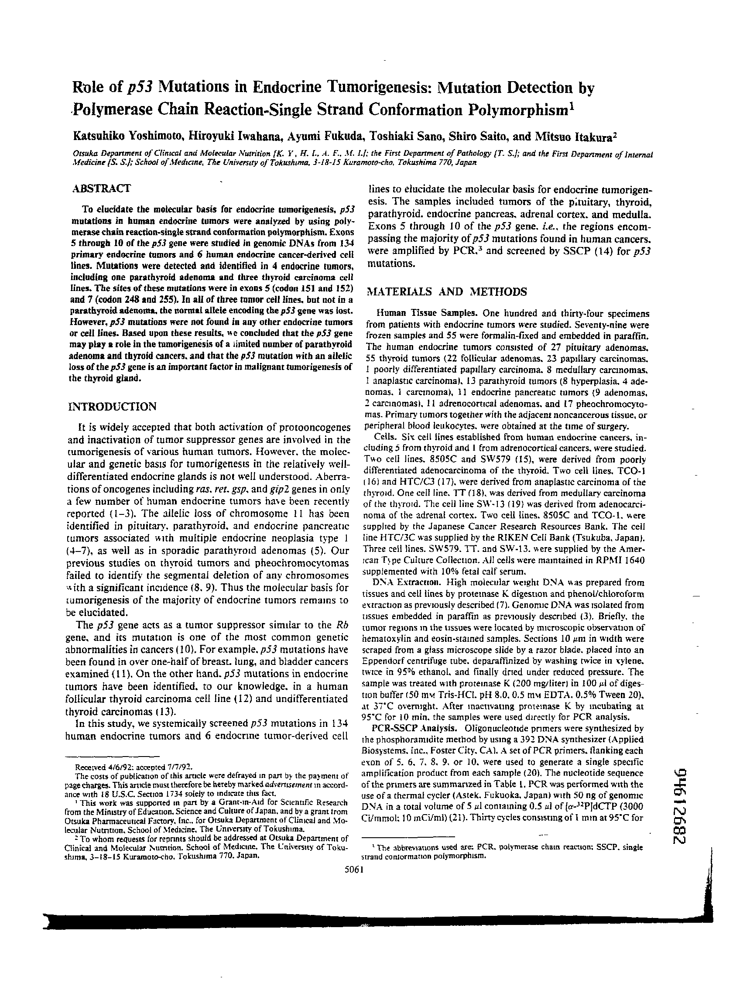 Role of p53 Mutations in Endocrine Tumorigenesis: Mutation Detection by
Polymerase Chain Reaction-Single Strand Conformation Polymorphism1
Katsuhiko Yoshimoto, Hiroyuki Iwahana, Ayumi Fukuda, Toshiaki Sano, Shiro Saito, and Mitsuo Itakura2
Otsuka Department of Clinical and Molecular Nutrition [K. Y., H. I., A. F., M. I.]; the First Department of Pathology [T. S.]; and the First Department of Internal
Medicine [S. S.]; School of Medicine, The University of Tokushima, 3-18-15 Kuramoto-cho, Tokushima 770, Japan
ABSTRACT
To elucidate the molecular basis for endocrine tumorigenesis, p53
mutations in human endocrine tumors were analyzed by using poly-
merase chain reaction-single strand conformation polymorphism. Exons
5 through 10 of the p53 gene were studied in genomic DNAs from 134
primary endocrine tumors and 6 human endocrine cancer-derived cell
lines. Mutations were detected and identified in 4 endocrine tumors,
including one parathyroid adenoma and three thyroid carcinoma cell
lines. The sites of these mutations were in exons 5 (codon 151 and 152)
and 7 (codon 248 and 255). In all of three tumor cell lines, but not in a
parathyroid adenoma, the normal allele encoding the p53 gene was lost.
However, p53 mutations were not found in any other endocrine tumors
or cell lines. Based upon these results, we concluded that the p53 gene
may play a role in the tumorigenesis of a limited number of parathyroid
adenoma and thyroid cancers, and that the p53 mutation with an allelic
loss of the p53 gene is an important factor in malignant tumorigenesis of
the thyroid gland.
INTRODUCTION
It is widely accepted that both activation of protooncogenes
and inactivation of tumor suppressor genes are involved in the
tumorigenesis of various human tumors. However, the molec-
ular and genetic basis for tumorigenesis in the relatively well-
differentiated endocrine glands is not well understood. Aberra-
tions of oncogenes including ras, ret, gsp, and gip2 genes in only
a few number of human endocrine tumors have been recently
reported (1-3). The allelic loss of chromosome 11 has been
identified in pituitary, parathyroid, and endocrine pancreatic
tumors associated with multiple endocrine neoplasia type 1
(4-7), as well as in sporadic parathyroid adenomas (5). Our
previous studies on thyroid tumors and pheochromocytomas
failed to identify the segmental deletion of any chromosomes
with a significant incidence (8, 9). Thus the molecular basis for
tumorigenesis of the majority of endocrine tumors remains to
be elucidated.
The p53 gene acts as a tumor suppressor similar to the Rb
gene, and its mutation is one of the most common genetic
abnormalities in cancers (10). For example, p53 mutations have
been found in over one-half of breast, lung, and bladder cancers
examined (11). On the other hand, p53 mutations in endocrine
tumors have been identified, to our knowledge, in a human
follicular thyroid carcinoma cell line (12) and undifferentiated
thyroid carcinomas (13).
In this study, we systemically screened p53 mutations in 134
human endocrine tumors and 6 endocrine tumor-derived cell
Received 4/6/92; accepted 7/7/92.
The costs of publication of this article were defrayed in part by the payment of
page charges. This article must therefore be hereby marked advertisement in accord-
ance with 18 U.S.C. Section 1734 solely to indicate this fact.
1 This work was supported in part by a Grant-in-Aid for Scientific Research
from the Ministry of Education, Science and Culture of Japan, and by a grant from
Otsuka Pharmaceutical Factory, Inc., for Otsuka Department of Clinical and Mo-
lecular Nutrition, School of Medicine, The University of Tokushima.
2 To whom requests for reprints should be addressed at Otsuka Department of
Clinical and Molecular Nutrition, School of Medicine, The University of Toku-
shima, 3-18-15 Kuramoto-cho, Tokushima 770, Japan.
lines to elucidate the molecular basis for endocrine tumorigen-
esis. The samples included tumors of the pituitary, thyroid,
parathyroid, endocrine pancreas, adrenal cortex, and medulla.
Exons 5 through 10 of the p53 gene, i.e., the regions encom-
passing the majority of p53 mutations found in human cancers,
were amplified by PCR,3 and screened by SSCP (14) for p53
mutations.
MATERIALS AND METHODS
Human Tissue Samples. One hundred and thirty-four specimens
from patients with endocrine tumors were studied. Seventy-nine were
frozen samples and 55 were formalin-fixed and embedded in paraffin.
The human endocrine tumors consisted of 27 pituitary adenomas,
55 thyroid tumors (22 follicular adenomas, 23 papillary carcinomas,
1 poorly differentiated papillary carcinoma, 8 medullary carcinomas,
1 anaplastic carcinoma), 13 parathyroid tumors (8 hyperplasia, 4 ade-
nomas, 1 carcinoma), 11 endocrine pancreatic tumors (9 adenomas,
2 carcinomas), 11 adrenocortical adenomas, and 17 pheochromocyto-
mas. Primary tumors together with the adjacent noncancerous tissue, or
peripheral blood leukocytes, were obtained at the time of surgery.
Cells. Six cell lines established from human endocrine cancers, in-
cluding 5 from thyroid and 1 from adrenocortical cancers, were studied.
Two cell lines, 8505C and SW579 (15), were derived from poorly
differentiated adenocarcinoma of the thyroid. Two cell lines, TCO-1
(16) and HTC/C3 (17), were derived from anaplastic carcinoma of the
thyroid. One cell line, TT (18), was derived from medullary carcinoma
of the thyroid. The cell line SW-13 (19) was derived from adenocarci-
noma of the adrenal cortex. Two cell lines, 8505C and TCO-1, were
supplied by the Japanese Cancer Research Resources Bank. The cell
line HTC/3C was supplied by the RIKEN Cell Bank (Tsukuba, Japan).
Three cell lines, SW579, TT, and SW-13, were supplied by the Amer-
ican Type Culture Collection. All cells were maintained in RPMI 1640
supplemented with 10% fetal calf serum.
DNA Extraction. High molecular weight DNA was prepared from
tissues and cell lines by proteinase K digestion and phenol/chloroform
extraction as previously described (7). Genomic DNA was isolated from
tissues embedded in paraffin as previously described (3). Briefly, the
tumor regions in the tissues were located by microscopic observation of
hematoxylin and eosin-stained samples. Sections 10 μm in width were
scraped from a glass microscope slide by a razor blade, placed into an
Eppendorf centrifuge tube, deparaffinized by washing twice in xylene,
twice in 95% ethanol, and finally dried under reduced pressure. The
sample was treated with proteinase K (200 mg/liter) in 100 μl of diges-
tion buffer (50 mM Tris-HCl, pH 8.0, 0.5 mM EDTA, 0.5% Tween 20),
at 37°C overnight. After inactivating proteinase K by incubating at
95°C for 10 min, the samples were used directly for PCR analysis.
PCR-SSCP Analysis. Oligonucleotide primers were synthesized by
the phosphoramidite method by using a 392 DNA synthesizer (Applied
Biosystems, Inc., Foster City, CA). A set of PCR primers, flanking each
exon of 5, 6, 7, 8, 9, or 10, were used to generate a single specific
amplification product from each sample (20). The nucleotide sequence
of the primers are summarized in Table 1. PCR was performed with the
use of a thermal cycler (Astek, Fukuoka, Japan) with 50 ng of genomic
DNA in a total volume of 5 μl containing 0.5 μl of [α-32P]dCTP (3000
Ci/mmol; 10 mCi/ml) (21). Thirty cycles consisting of 1 min at 95°C for
3 The abbreviations used are: PCR, polymerase chain reaction; SSCP, single
strand conformation polymorphism.
5061
94612682